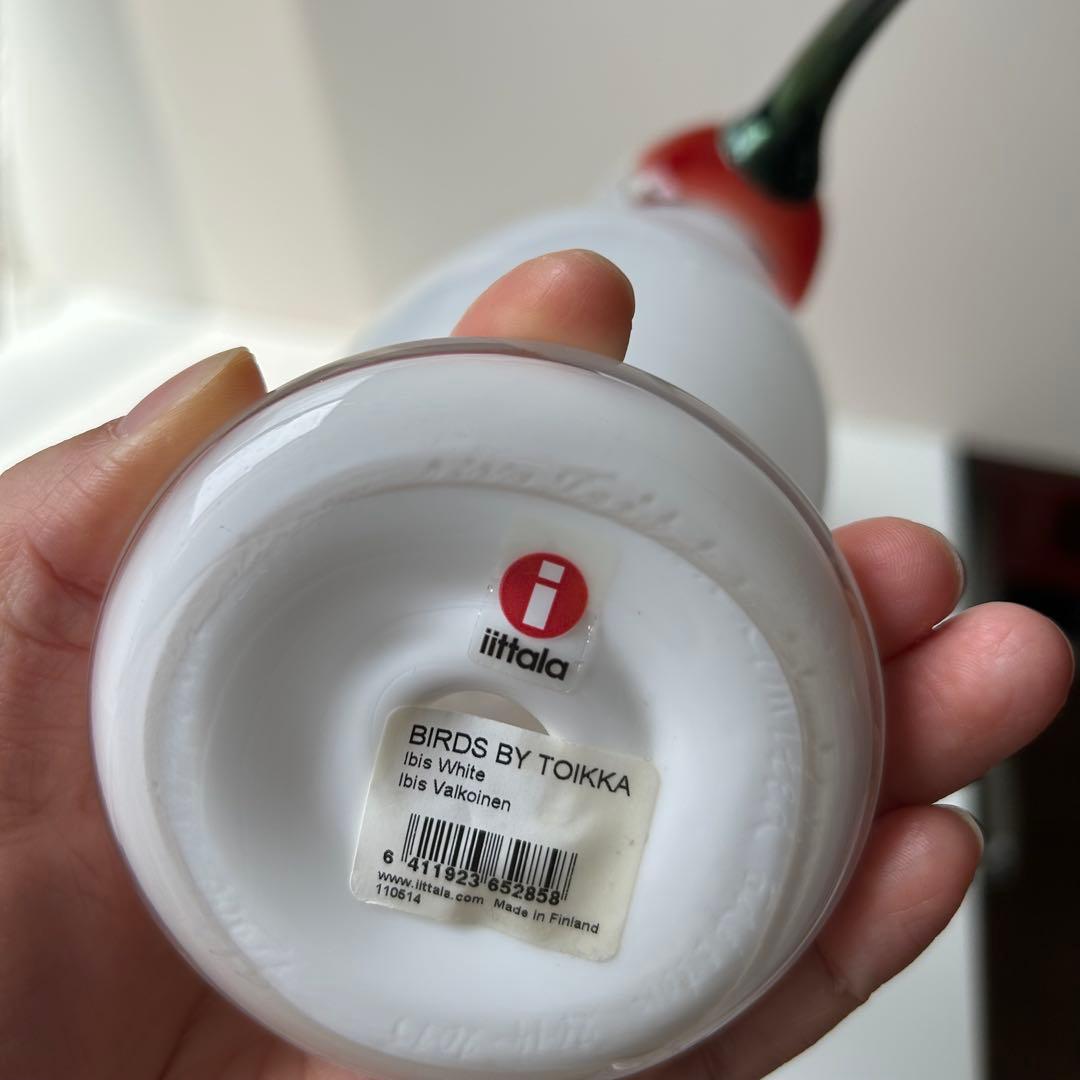 iittala
BIRDS BY TOIKKA
Ibis White
Ibis Valkoinen
6 411923 652858
www.iittala.com Made in Finland
110514